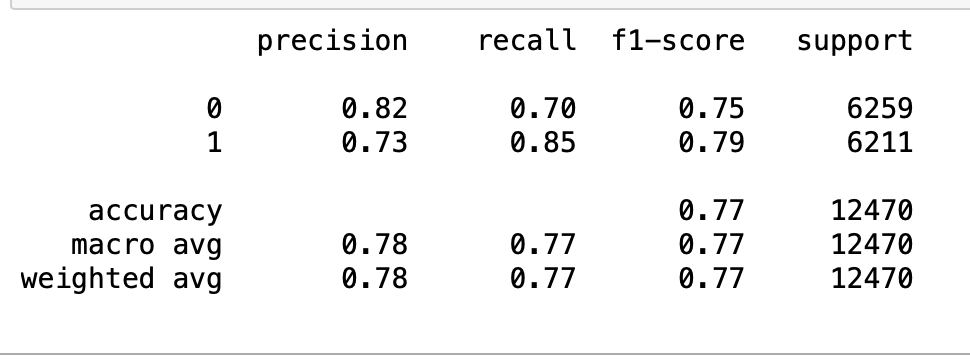 precision recall f1-score support
0 0.82 0.70 0.75 6259
1 0.73 0.85 0.79 6211
accuracy 0.77 12470
macro avg 0.78 0.77 0.77 12470
weighted avg 0.78 0.77 0.77 12470